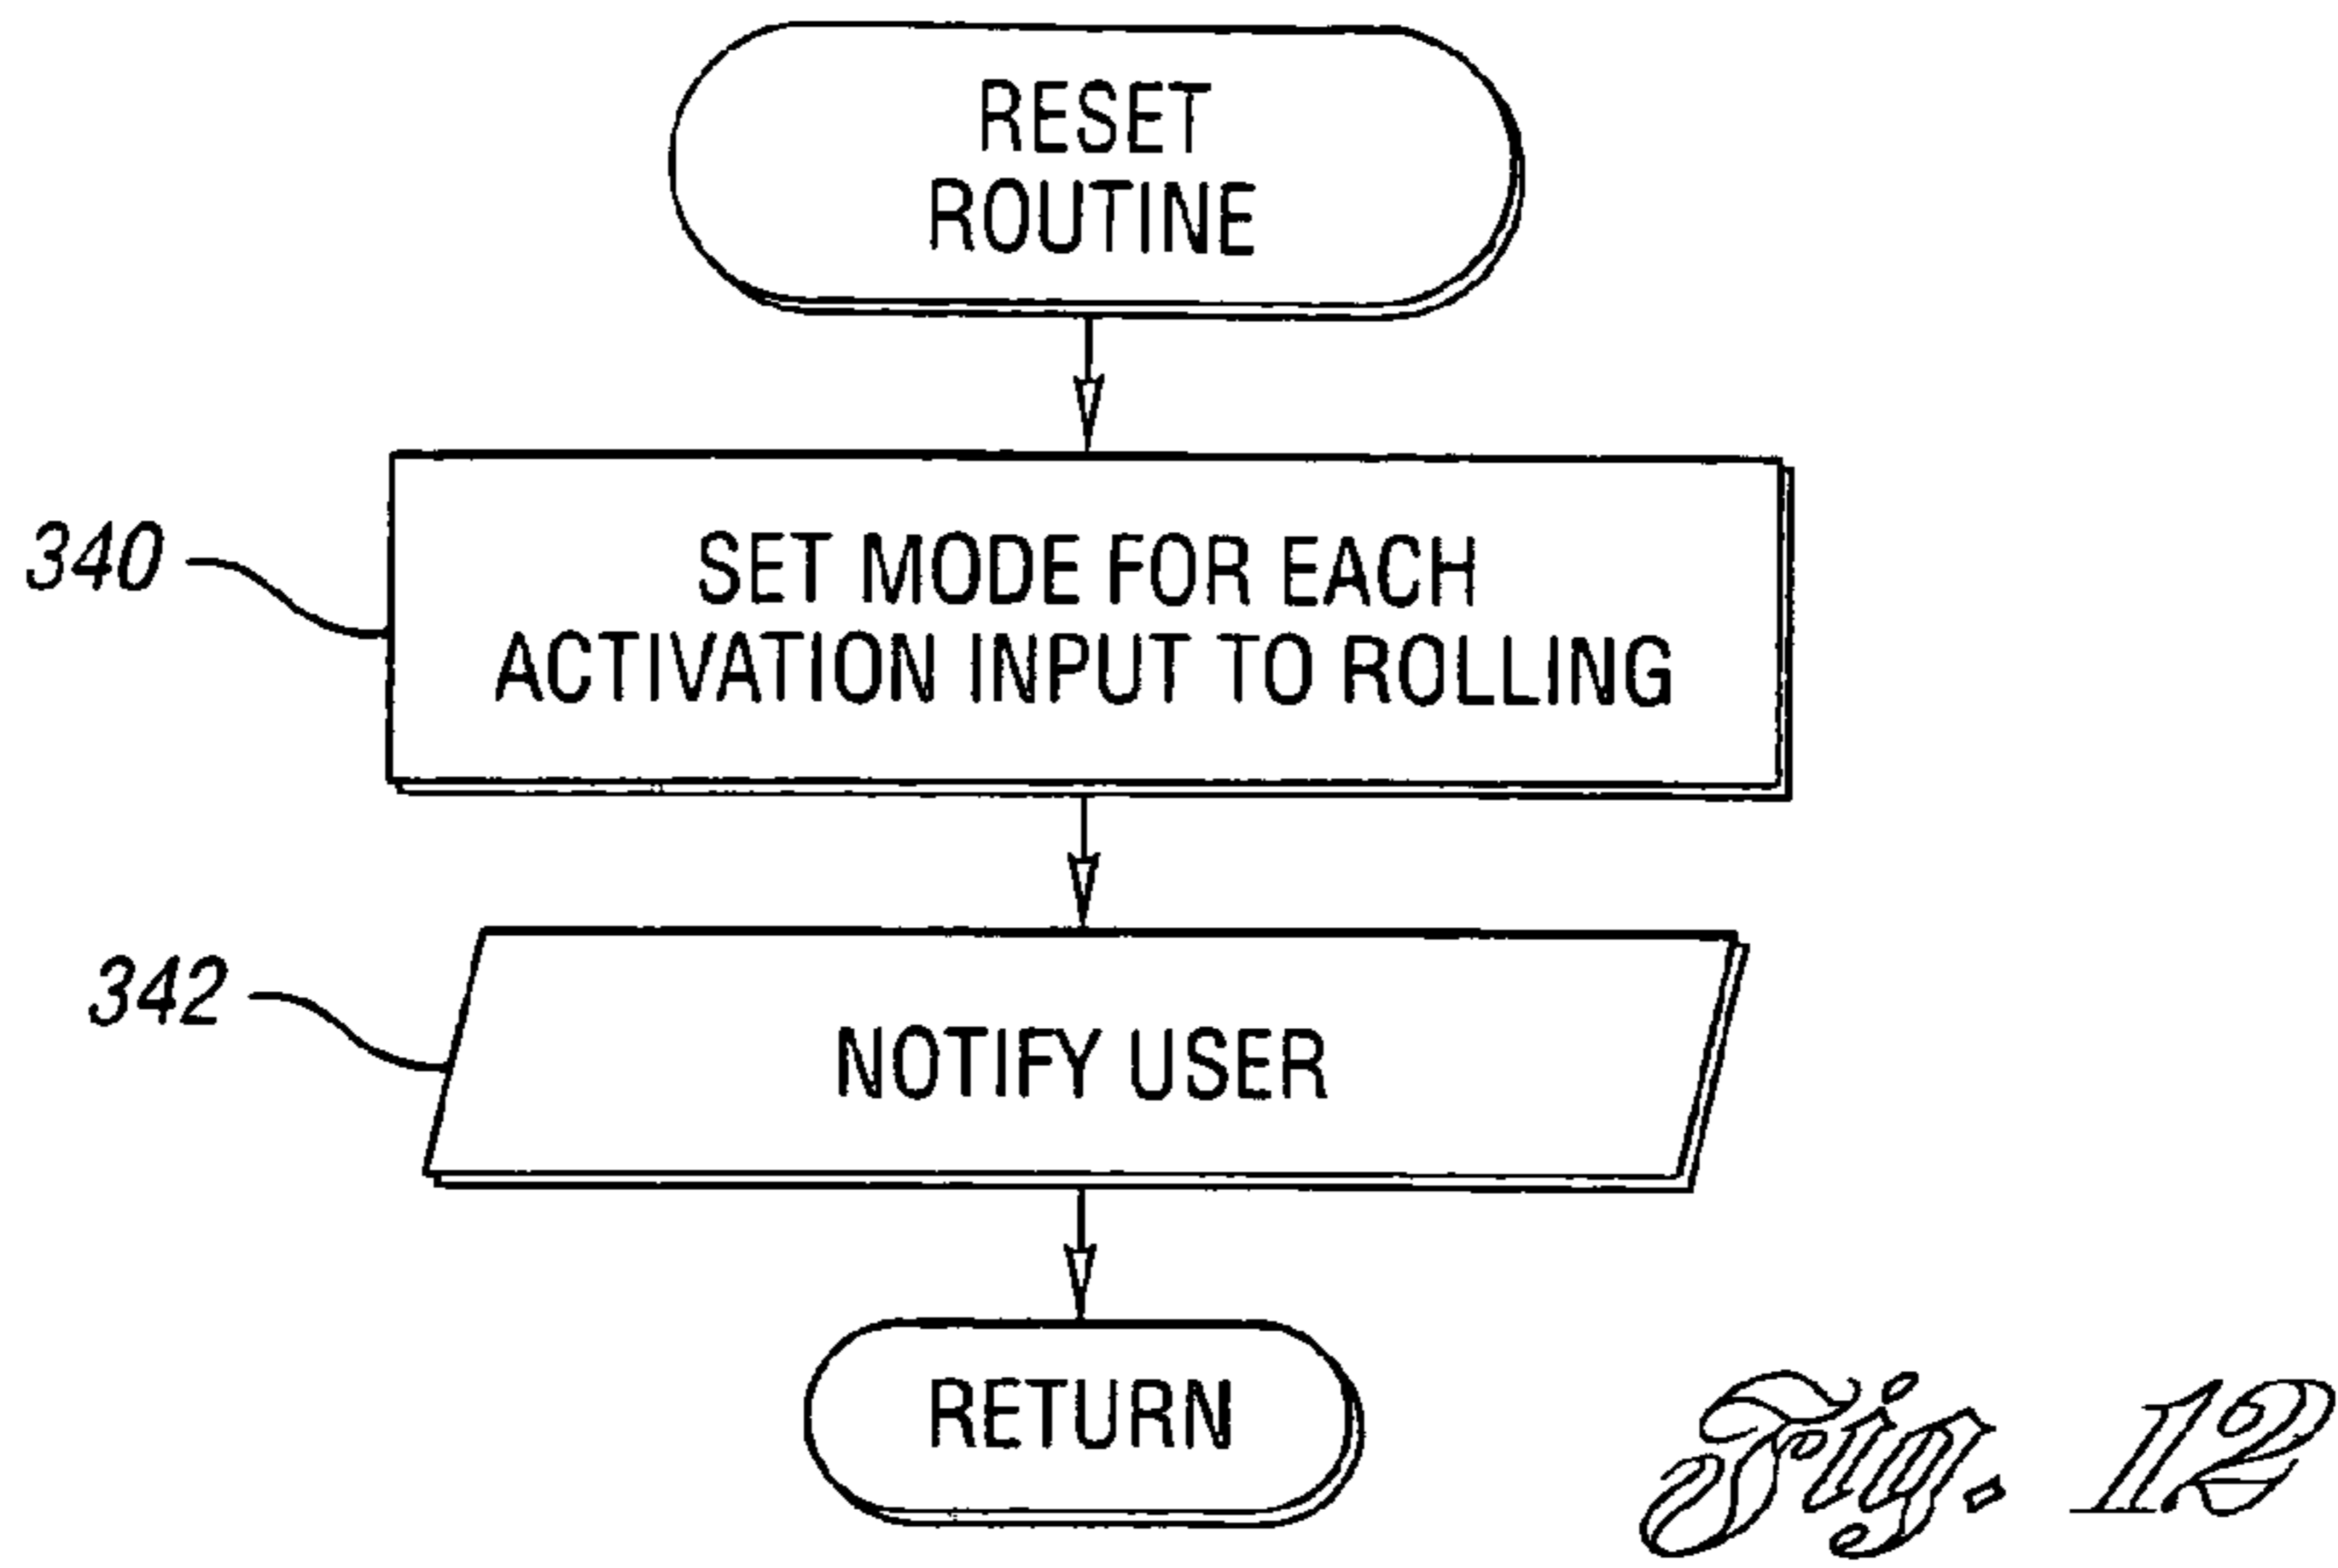 RESET
ROUTINE
340
SET MODE FOR EACH
ACTIVATION INPUT TO ROLLING
342
NOTIFY USER
RETURN
Fig. 12